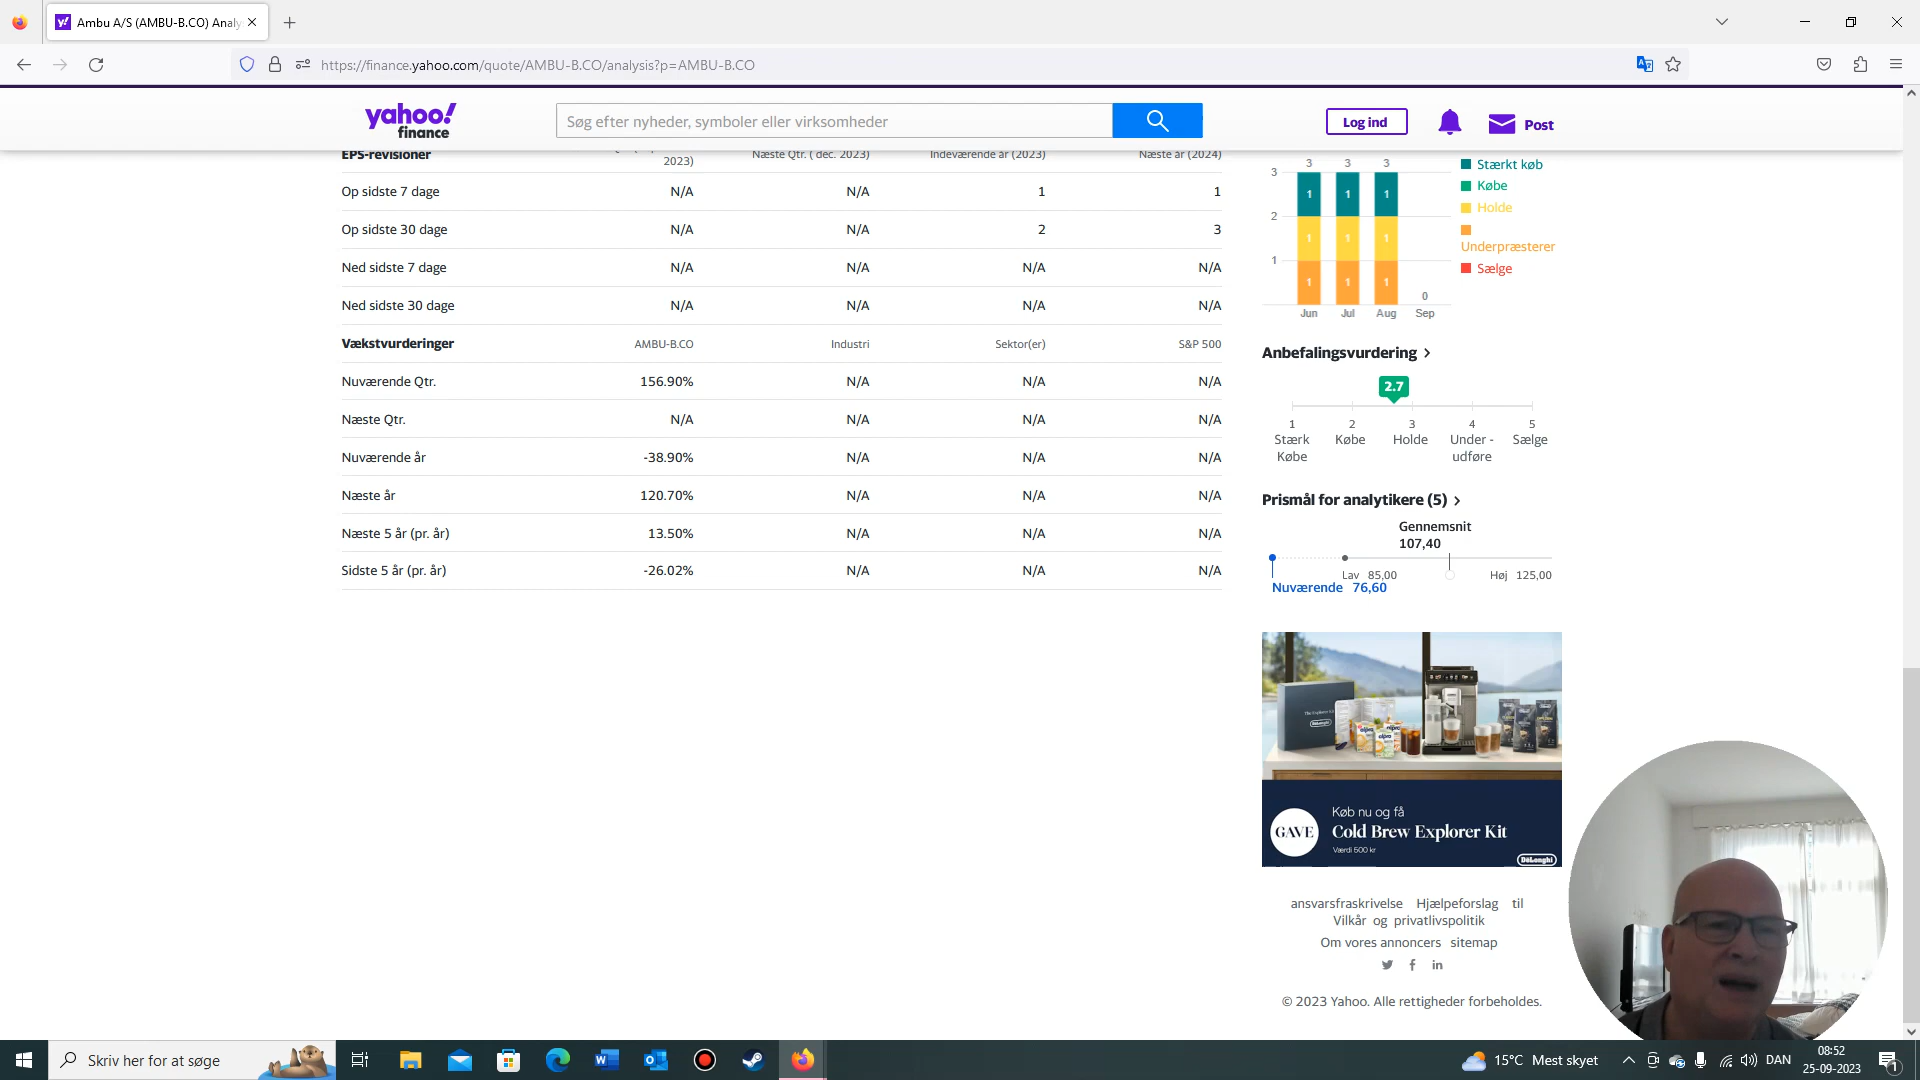 Ambu A/S (AMBU-B.CO) Analy
https://finance.yahoo.com/quote/AMBU-B.CO/analysis?p=AMBU-B.CO
yahoo!
finance
Søg efter nyheder, symboler eller virksomheder
Log ind
Post
EPS-revisioner
2023)
Næste Qtr. ( dec. 2023)
Indeværende år (2023)
Næste år (2024)
Op sidste 7 dage N/A N/A 1 1
Op sidste 30 dage N/A N/A 2 3
Ned sidste 7 dage N/A N/A N/A N/A
Ned sidste 30 dage N/A N/A N/A N/A
Vækstvurderinger AMBU-B.CO Industri Sektor(er) S&P 500
Nuværende Qtr. 156.90% N/A N/A N/A
Næste Qtr. N/A N/A N/A N/A
Nuværende år -38.90% N/A N/A N/A
Næste år 120.70% N/A N/A N/A
Næste 5 år (pr. år) 13.50% N/A N/A N/A
Sidste 5 år (pr. år) -26.02% N/A N/A N/A
3 3 3
3
1 1 1
2
1 1 1
1
1 1 1
0
Jun Jul Aug Sep
Stærkt køb
Købe
Holde
Underpræsterer
Sælge
Anbefalingsvurdering >
2.7
1 2 3 4 5
Stærk Købe Holde Under - Sælge
Købe udføre
Prismål for analytikere (5) >
Gennemsnit
107,40
Lav 85,00 Høj 125,00
Nuværende 76,60
The Explorer Kit
DeLonghi
alpro
alpro
Køb nu og få
GAVE
Cold Brew Explorer Kit
Værdi 500 kr
DeLonghi
ansvarsfraskrivelse Hjælpeforslag til
Vilkår og privatlivspolitik
Om vores annoncers sitemap
© 2023 Yahoo. Alle rettigheder forbeholdes.
Skriv her for at søge
15°C Mest skyet
DAN
08:52
25-09-2023
1